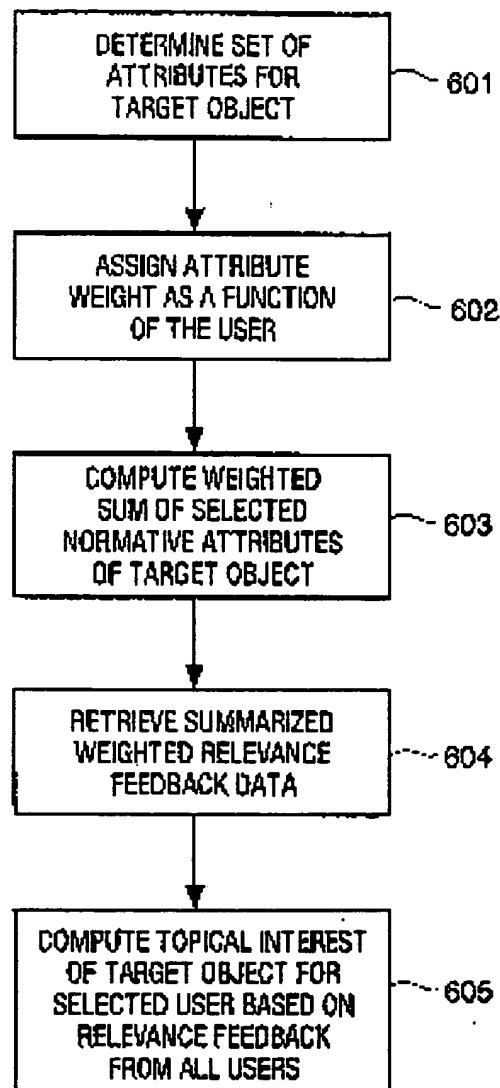 DETERMINE SET OF
ATTRIBUTES FOR
TARGET OBJECT
601
ASSIGN ATTRIBUTE
WEIGHT AS A FUNCTION
OF THE USER
602
COMPUTE WEIGHTED
SUM OF SELECTED
NORMATIVE ATTRIBUTES
OF TARGET OBJECT
603
RETRIEVE SUMMARIZED
WEIGHTED RELEVANCE
FEEDBACK DATA
604
COMPUTE TOPICAL INTEREST
OF TARGET OBJECT FOR
SELECTED USER BASED ON
RELEVANCE FEEDBACK
FROM ALL USERS
605